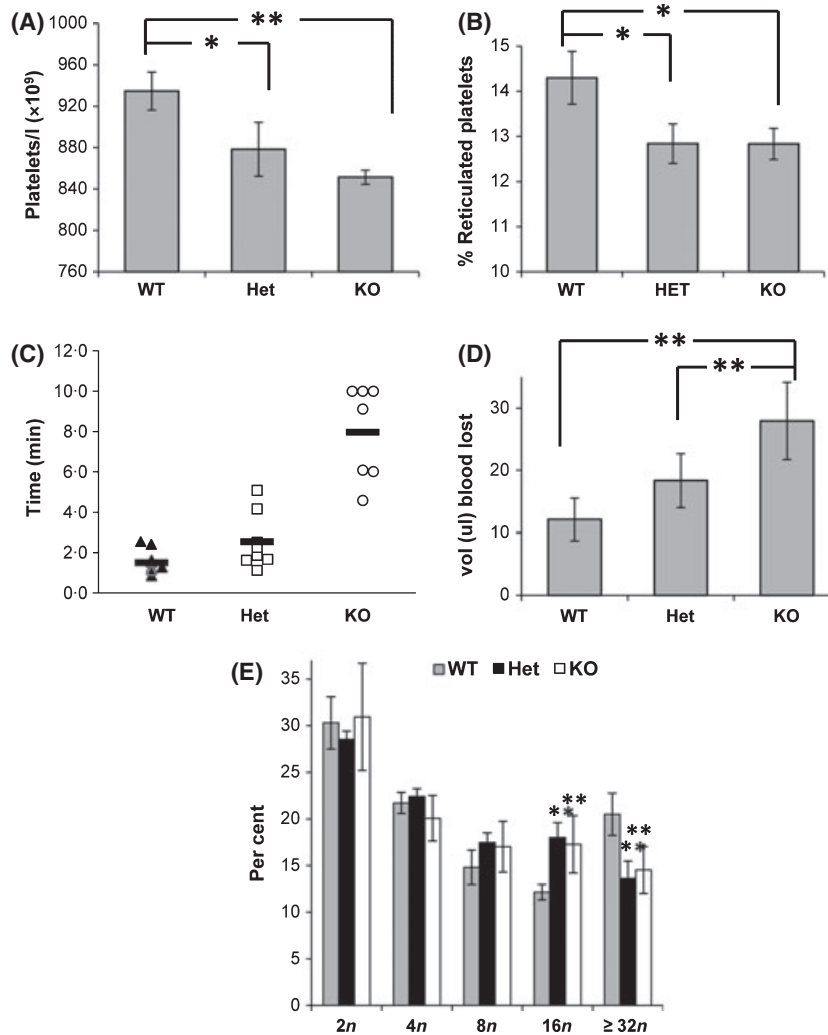 (A)
1000
960
920
880
840
800
760
Platelets/l (×10⁹)
**
*
WT Het KO
(B)
15
14
13
12
11
10
% Reticulated platelets
*
*
WT HET KO
(C)
12·0
10·0
8·0
6·0
4·0
2·0
0·0
Time (min)
WT Het KO
(D)
30
20
10
0
vol (ul) blood lost
**
**
WT Het KO
(E)
WT Het KO
35
30
25
20
15
10
5
0
Per cent
** ** ** **
2n 4n 8n 16n ≥ 32n